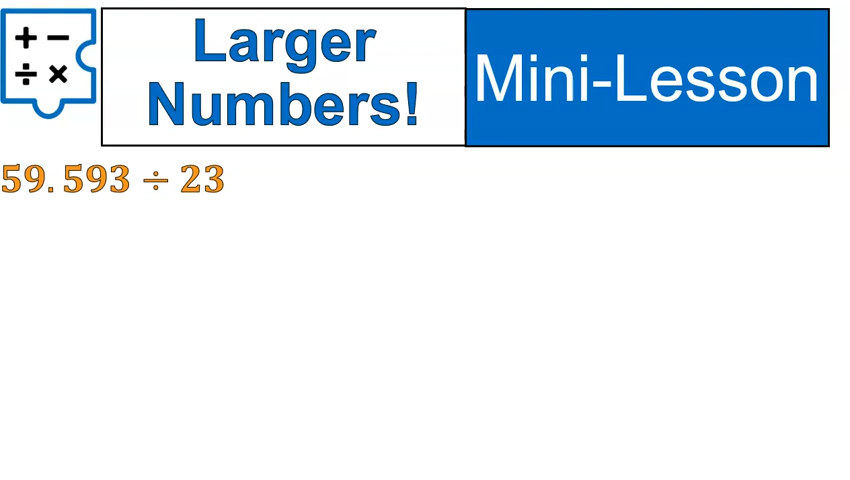 + −
÷ ×
Larger
Numbers!
Mini-Lesson
59.593 ÷ 23